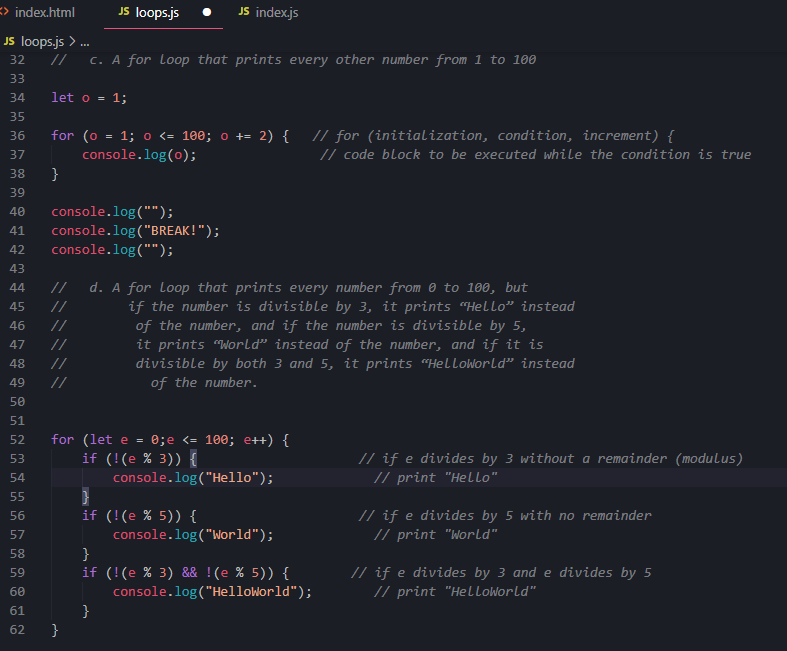 <> index.html JS loops.js ● JS index.js
JS loops.js > ...
32 // c. A for loop that prints every other number from 1 to 100
33
34 let o = 1;
35
36 for (o = 1; o <= 100; o += 2) { // for (initialization, condition, increment) {
37 console.log(o); // code block to be executed while the condition is true
38 }
39
40 console.log("");
41 console.log("BREAK!");
42 console.log("");
43
44 // d. A for loop that prints every number from 0 to 100, but
45 // if the number is divisible by 3, it prints “Hello” instead
46 // of the number, and if the number is divisible by 5,
47 // it prints “World” instead of the number, and if it is
48 // divisible by both 3 and 5, it prints “HelloWorld” instead
49 // of the number.
50
51
52 for (let e = 0;e <= 100; e++) {
53 if (!(e % 3)) { // if e divides by 3 without a remainder (modulus)
54 console.log("Hello"); // print "Hello"
55 }
56 if (!(e % 5)) { // if e divides by 5 with no remainder
57 console.log("World"); // print "World"
58 }
59 if (!(e % 3) && !(e % 5)) { // if e divides by 3 and e divides by 5
60 console.log("HelloWorld"); // print "HelloWorld"
61 }
62 }